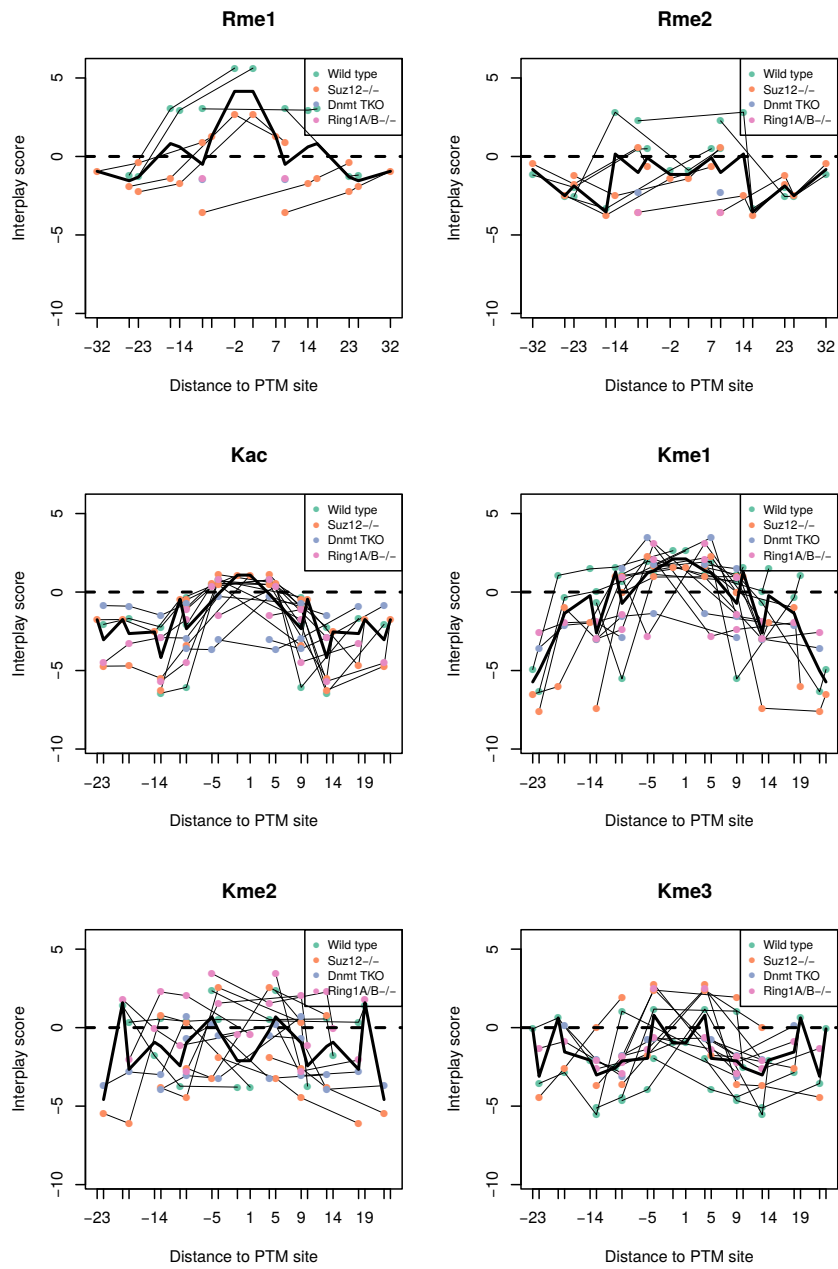 Rme1
Interplay score
5
0
−5
−10
Wild type
Suz12−/−
Dnmt TKO
Ring1A/B−/−
−32 −23 −14 −2 7 14 23 32
Distance to PTM site
Rme2
Interplay score
5
0
−5
−10
Wild type
Suz12−/−
Dnmt TKO
Ring1A/B−/−
−32 −23 −14 −2 7 14 23 32
Distance to PTM site
Kac
Interplay score
5
0
−5
−10
Wild type
Suz12−/−
Dnmt TKO
Ring1A/B−/−
−23 −14 −5 1 5 9 14 19
Distance to PTM site
Kme1
Interplay score
5
0
−5
−10
Wild type
Suz12−/−
Dnmt TKO
Ring1A/B−/−
−23 −14 −5 1 5 9 14 19
Distance to PTM site
Kme2
Interplay score
5
0
−5
−10
Wild type
Suz12−/−
Dnmt TKO
Ring1A/B−/−
−23 −14 −5 1 5 9 14 19
Distance to PTM site
Kme3
Interplay score
5
0
−5
−10
Wild type
Suz12−/−
Dnmt TKO
Ring1A/B−/−
−23 −14 −5 1 5 9 14 19
Distance to PTM site